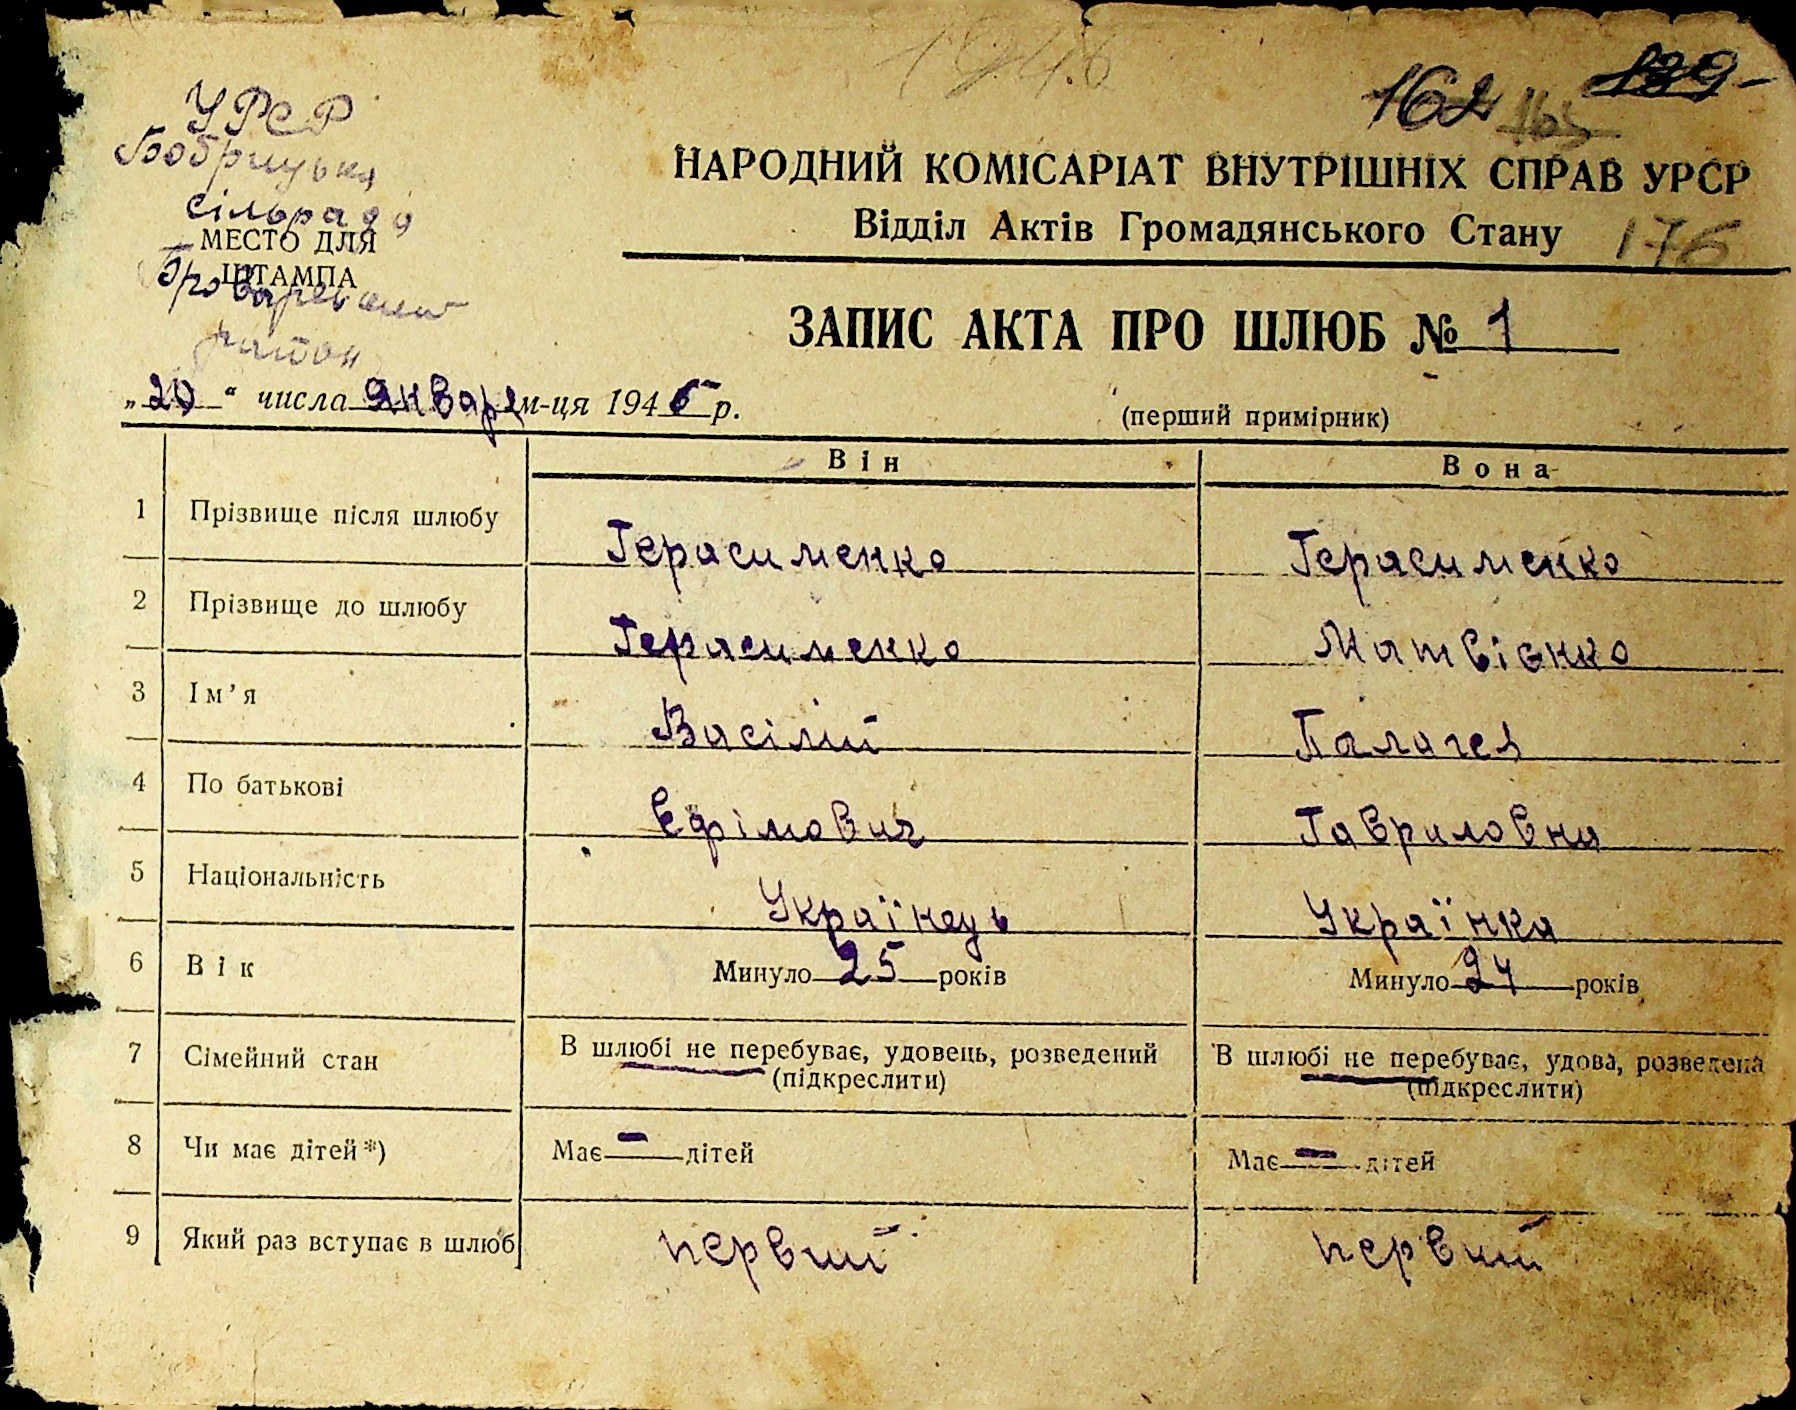 1946
162 163 139-
УРСР
Бобрицька
сільрада
МЕСТО ДЛЯ
ШТАМПА
Броварський
район
НАРОДНИЙ КОМІСАРІАТ ВНУТРІШНІХ СПРАВ УРСР
Відділ Актів Громадянського Стану 176
ЗАПИС АКТА ПРО ШЛЮБ № 1
„20“ числа Январе м-ця 1946 р.
(перший примірник)
Він Вона
1 Прізвище після шлюбу Герасименко Герасименко
2 Прізвище до шлюбу Герасименко Матвієнко
3 Ім’я Васілий Палагея
4 По батькові Єфімович Гавриловна
5 Національність Українець Українка
6 Вік Минуло 25 років Минуло 24 років
7 Сімейний стан В шлюбі не перебуває, удовець, розведений В шлюбі не перебуває, удова, розведена
(підкреслити) (підкреслити)
8 Чи має дітей*) Має — дітей Має — дітей
9 Який раз вступає в шлюб первий первий